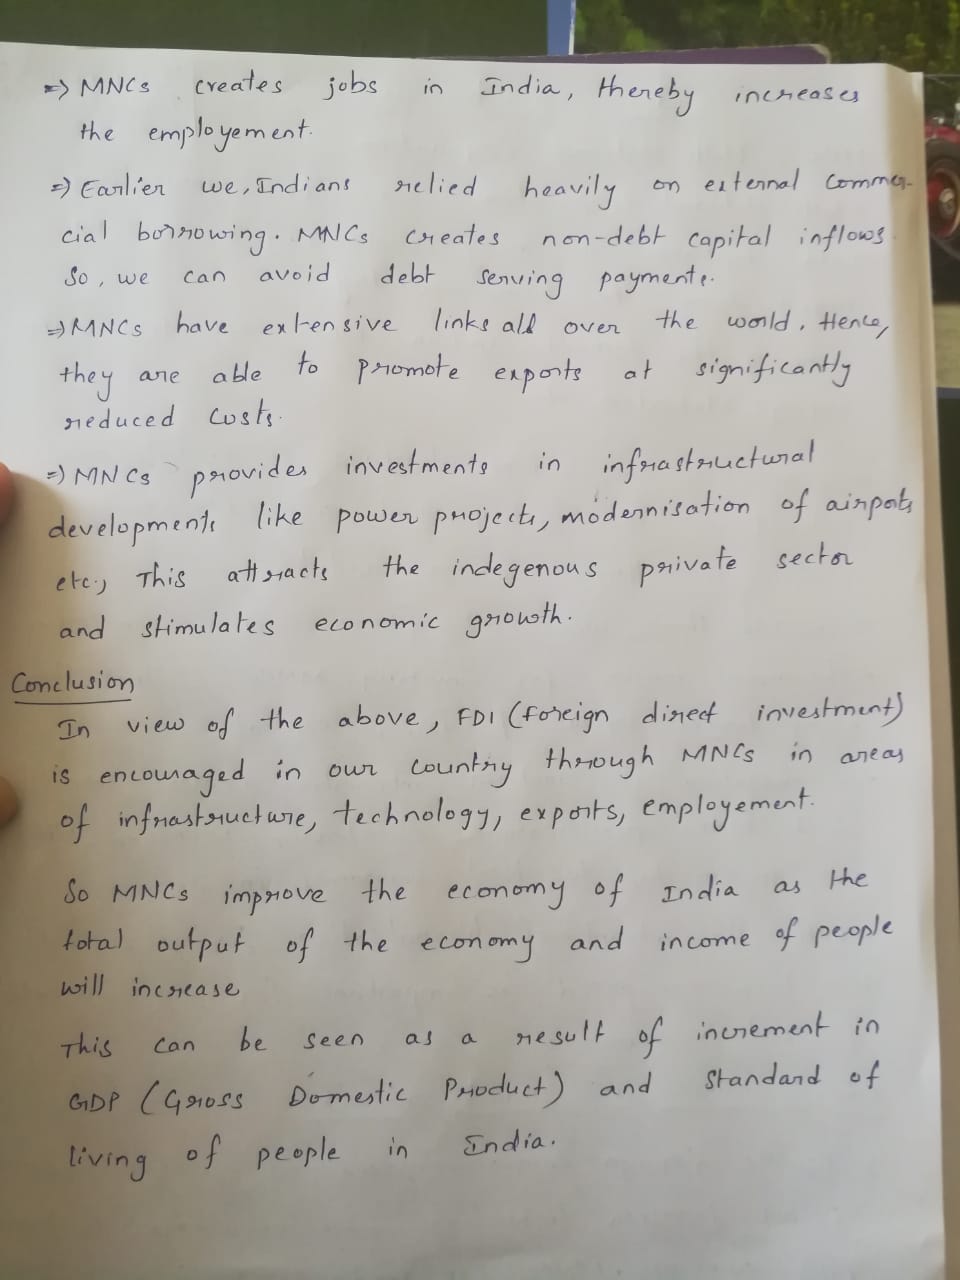 => MNCs creates jobs in India, thereby increases
the employement.
=> Earlier we, Indians relied heavily on external commer-
cial borrowing. MNCs creates non-debt capital inflows.
So, we can avoid debt serving payments.
=> MNCs have extensive links all over the world. Hence,
they are able to promote exports at significantly
reduced costs.
=> MNCs provides investments in infrastructural
developments like power projects, modernisation of airports
etc., This attracts the indegenous private sector
and stimulates economic growth.
Conclusion
In view of the above, FDI (foreign direct investment)
is encouraged in our country through MNCs in areas
of infrastructure, technology, exports, employement.
So MNCs improve the economy of India as the
total output of the economy and income of people
will increase
This can be seen as a result of increment in
GDP (Gross Domestic Product) and standard of
living of people in India.